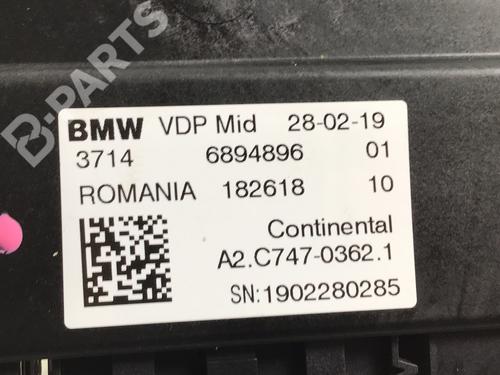 B-PARTS
BMW VDP Mid 28-02-19
3714 6894896 01
ROMANIA 182618 10
Continental
A2.C747-0362.1
SN:1902280285